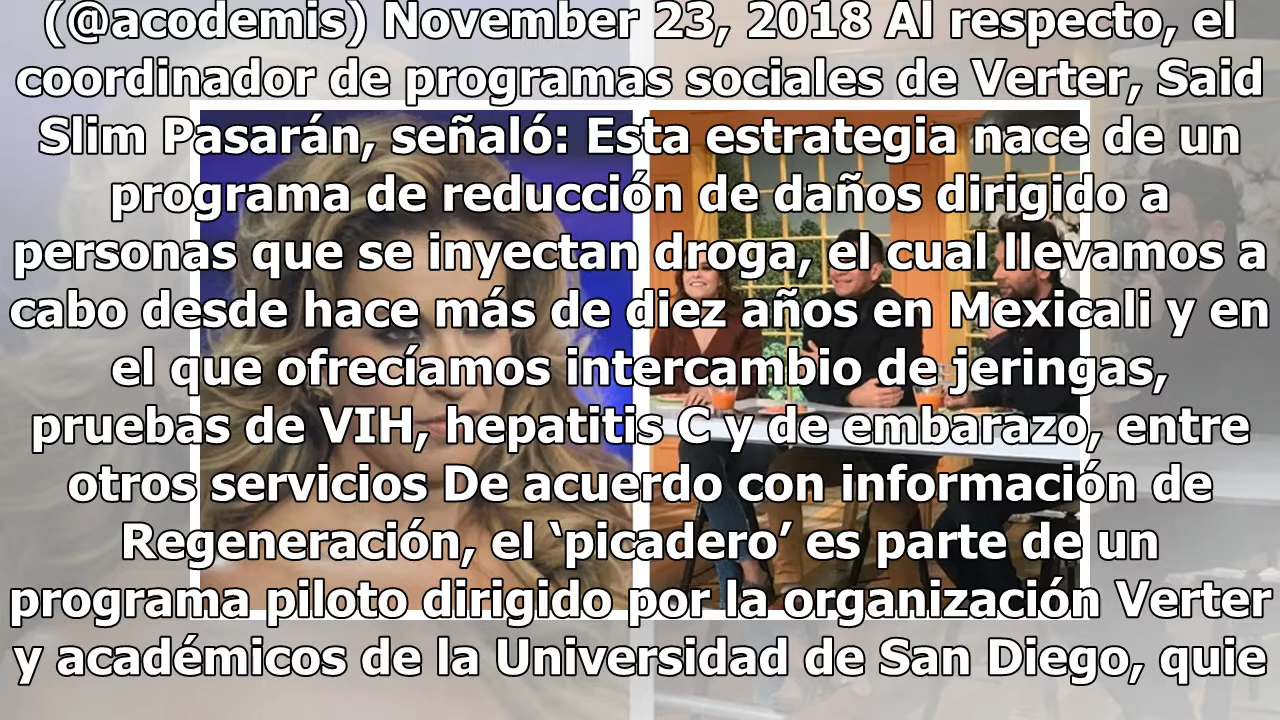 (@acodemis) November 23, 2018 Al respecto, el
coordinador de programas sociales de Verter, Said
Slim Pasarán, señaló: Esta estrategia nace de un
programa de reducción de daños dirigido a
personas que se inyectan droga, el cual llevamos a
cabo desde hace más de diez años en Mexicali y en
el que ofrecíamos intercambio de jeringas,
pruebas de VIH, hepatitis C y de embarazo, entre
otros servicios De acuerdo con información de
Regeneración, el ‘picadero’ es parte de un
programa piloto dirigido por la organización Verter
y académicos de la Universidad de San Diego, quie